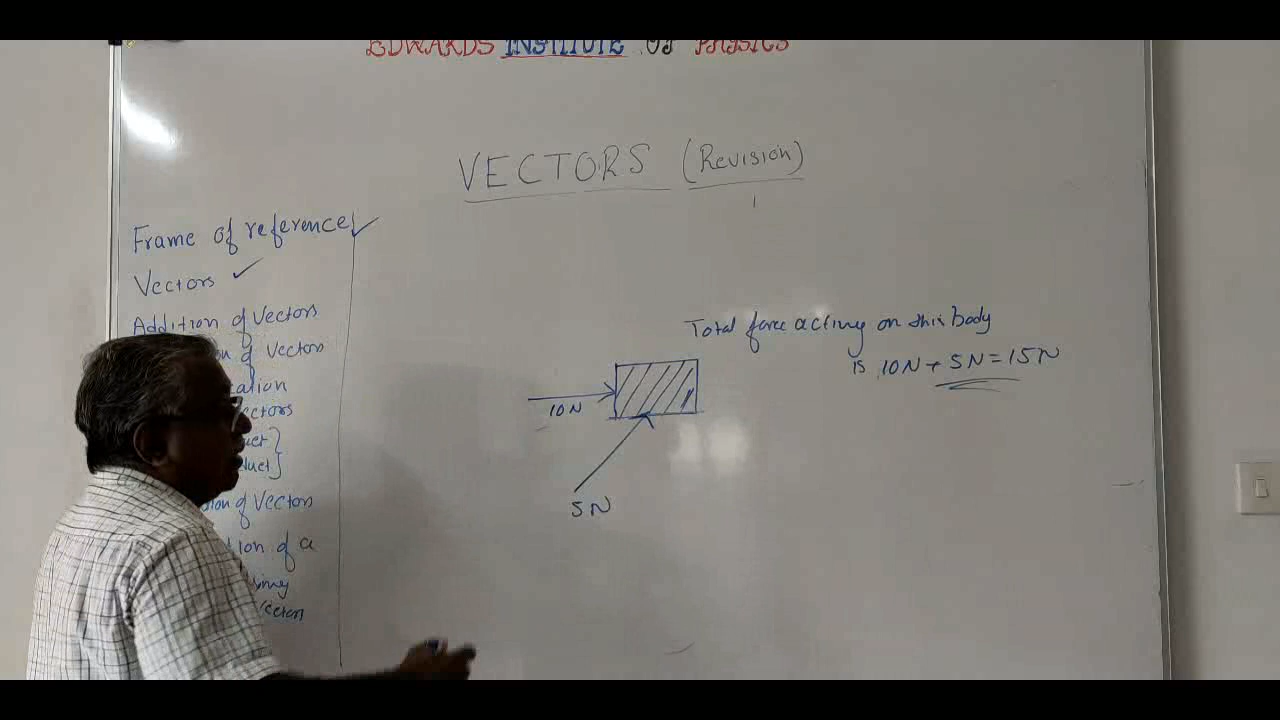 EDWARDS INSTITUTE OF PHYSICS
VECTORS (Revision)
Frame of reference
Vectors
Addition of Vectors
of Vectors
of Vectors
of a
Total force acting on this body
is 10N + 5N = 15N
10N
5N